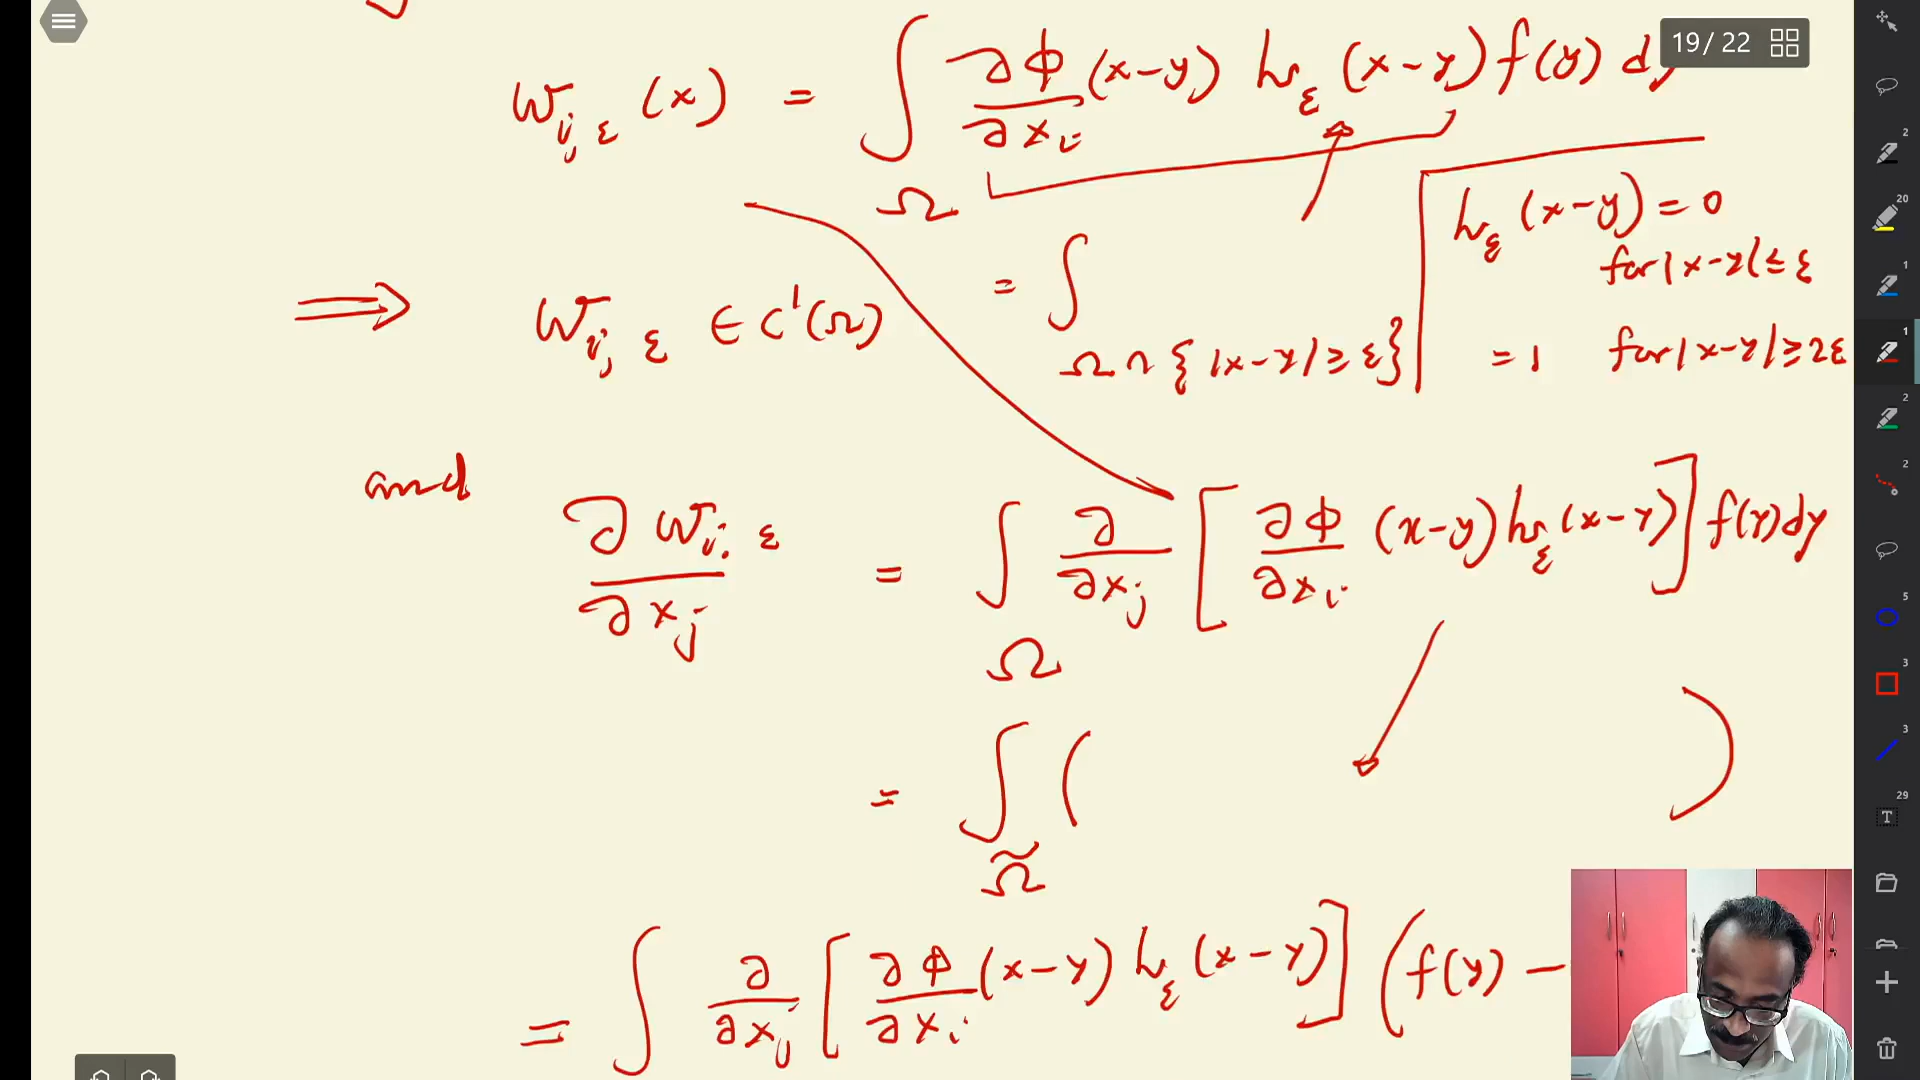 19/22
w_{i,ε}(x) = ∫_Ω ∂φ/∂x_i (x-y) h_ε (x-y) f(y) dy
h_ε (x-y) = 0
for |x-y| ≤ ε
⟹ w_{i,ε} ∈ C¹(Ω) = ∫_{Ω∩{|x-y| ≥ ε}}
= 1 for |x-y| ≥ 2ε
and
∂w_{i,ε}/∂x_j = ∫_Ω ∂/∂x_j [∂φ/∂x_i (x-y) h_ε (x-y)] f(y) dy
= ∫_Ω̃ ( )
= ∫ ∂/∂x_j [∂φ/∂x_i (x-y) h_ε (x-y)] (f(y) −